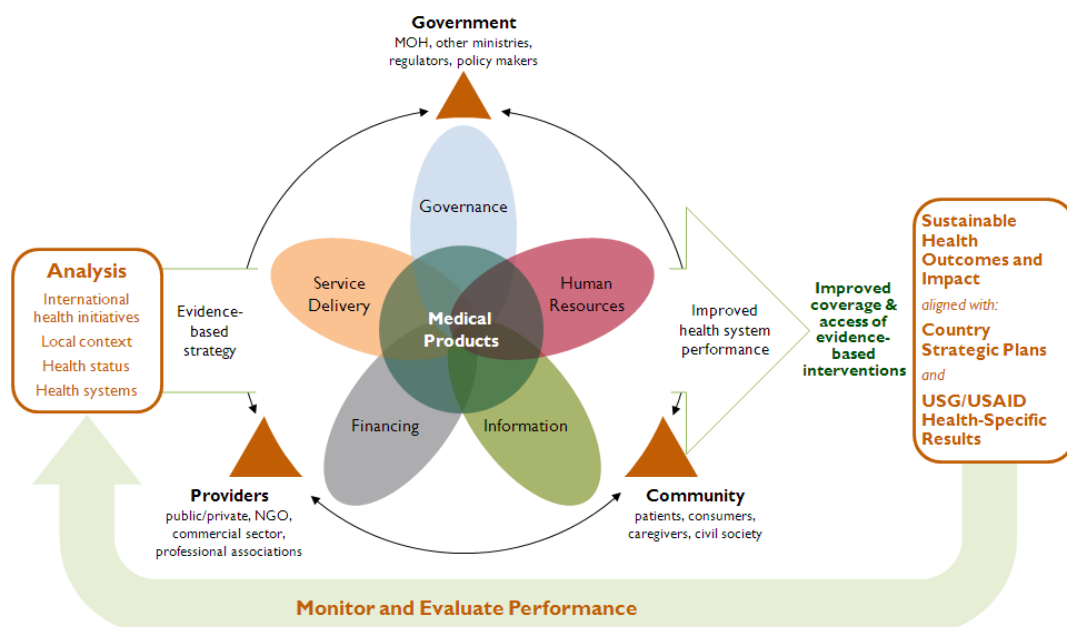 Government
MOH, other ministries,
regulators, policy makers
Governance
Service
Delivery
Human
Resources
Medical
Products
Financing
Information
Analysis
International
health initiatives
Local context
Health status
Health systems
Evidence-
based
strategy
Improved
health system
performance
Improved
coverage &
access of
evidence-
based
interventions
Sustainable
Health
Outcomes and
Impact
aligned with:
Country
Strategic Plans
and
USG/USAID
Health-Specific
Results
Providers
public/private, NGO,
commercial sector,
professional associations
Community
patients, consumers,
caregivers, civil society
Monitor and Evaluate Performance